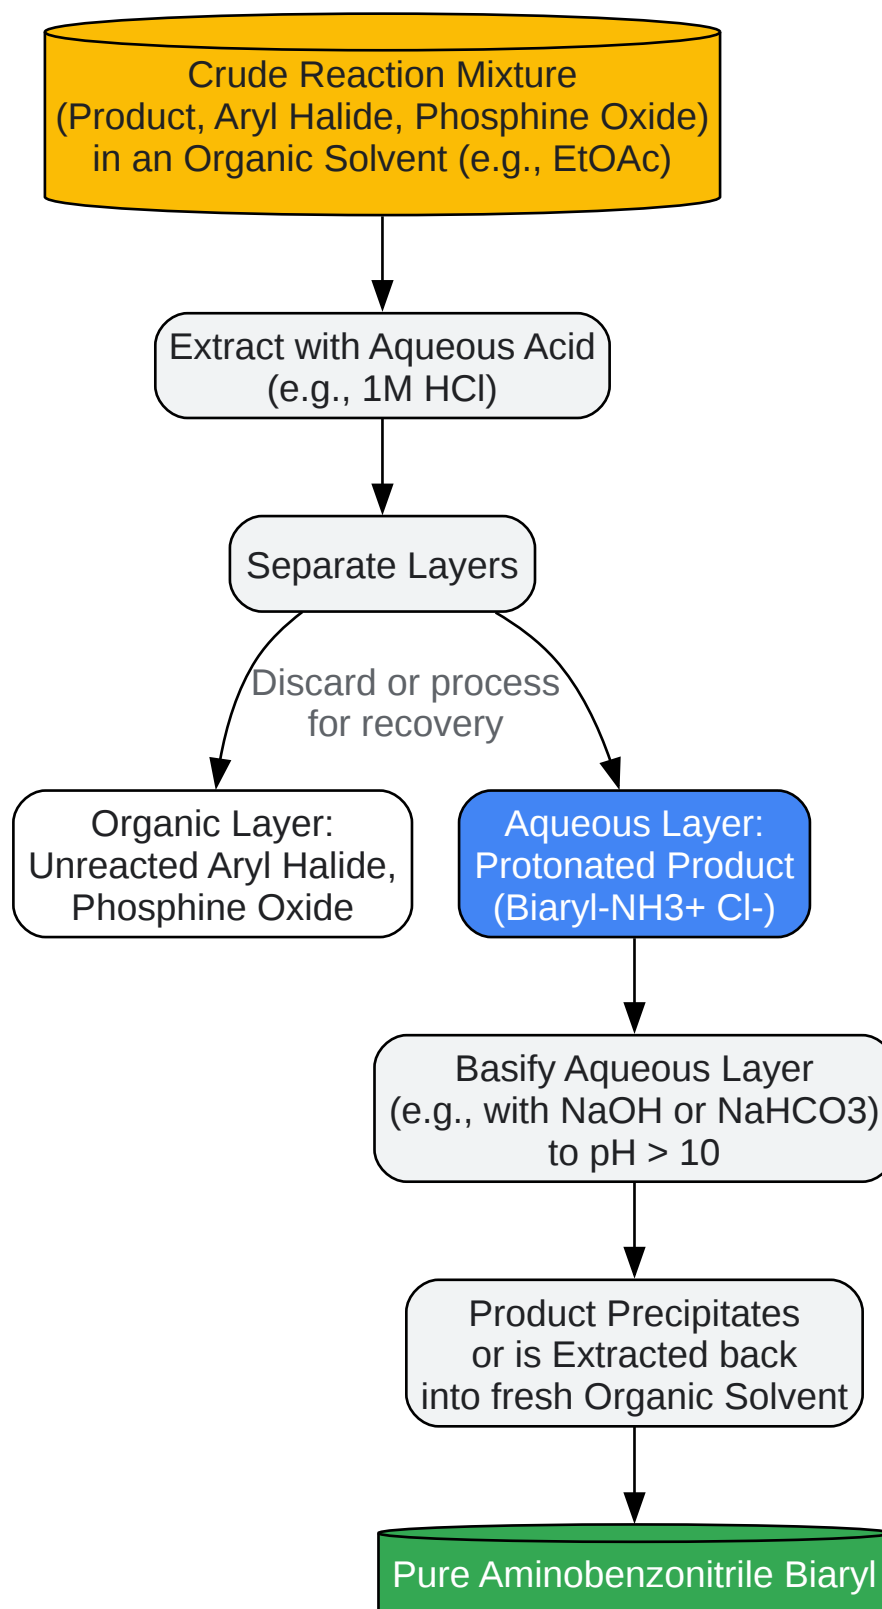 Crude Reaction Mixture
(Product, Aryl Halide, Phosphine Oxide)
in an Organic Solvent (e.g., EtOAc)
Extract with Aqueous Acid
(e.g., 1M HCl)
Separate Layers
Discard or process
for recovery
Organic Layer:
Unreacted Aryl Halide,
Phosphine Oxide
Aqueous Layer:
Protonated Product
(Biaryl-NH3+ Cl-)
Basify Aqueous Layer
(e.g., with NaOH or NaHCO3)
to pH > 10
Product Precipitates
or is Extracted back
into fresh Organic Solvent
Pure Aminobenzonitrile Biaryl